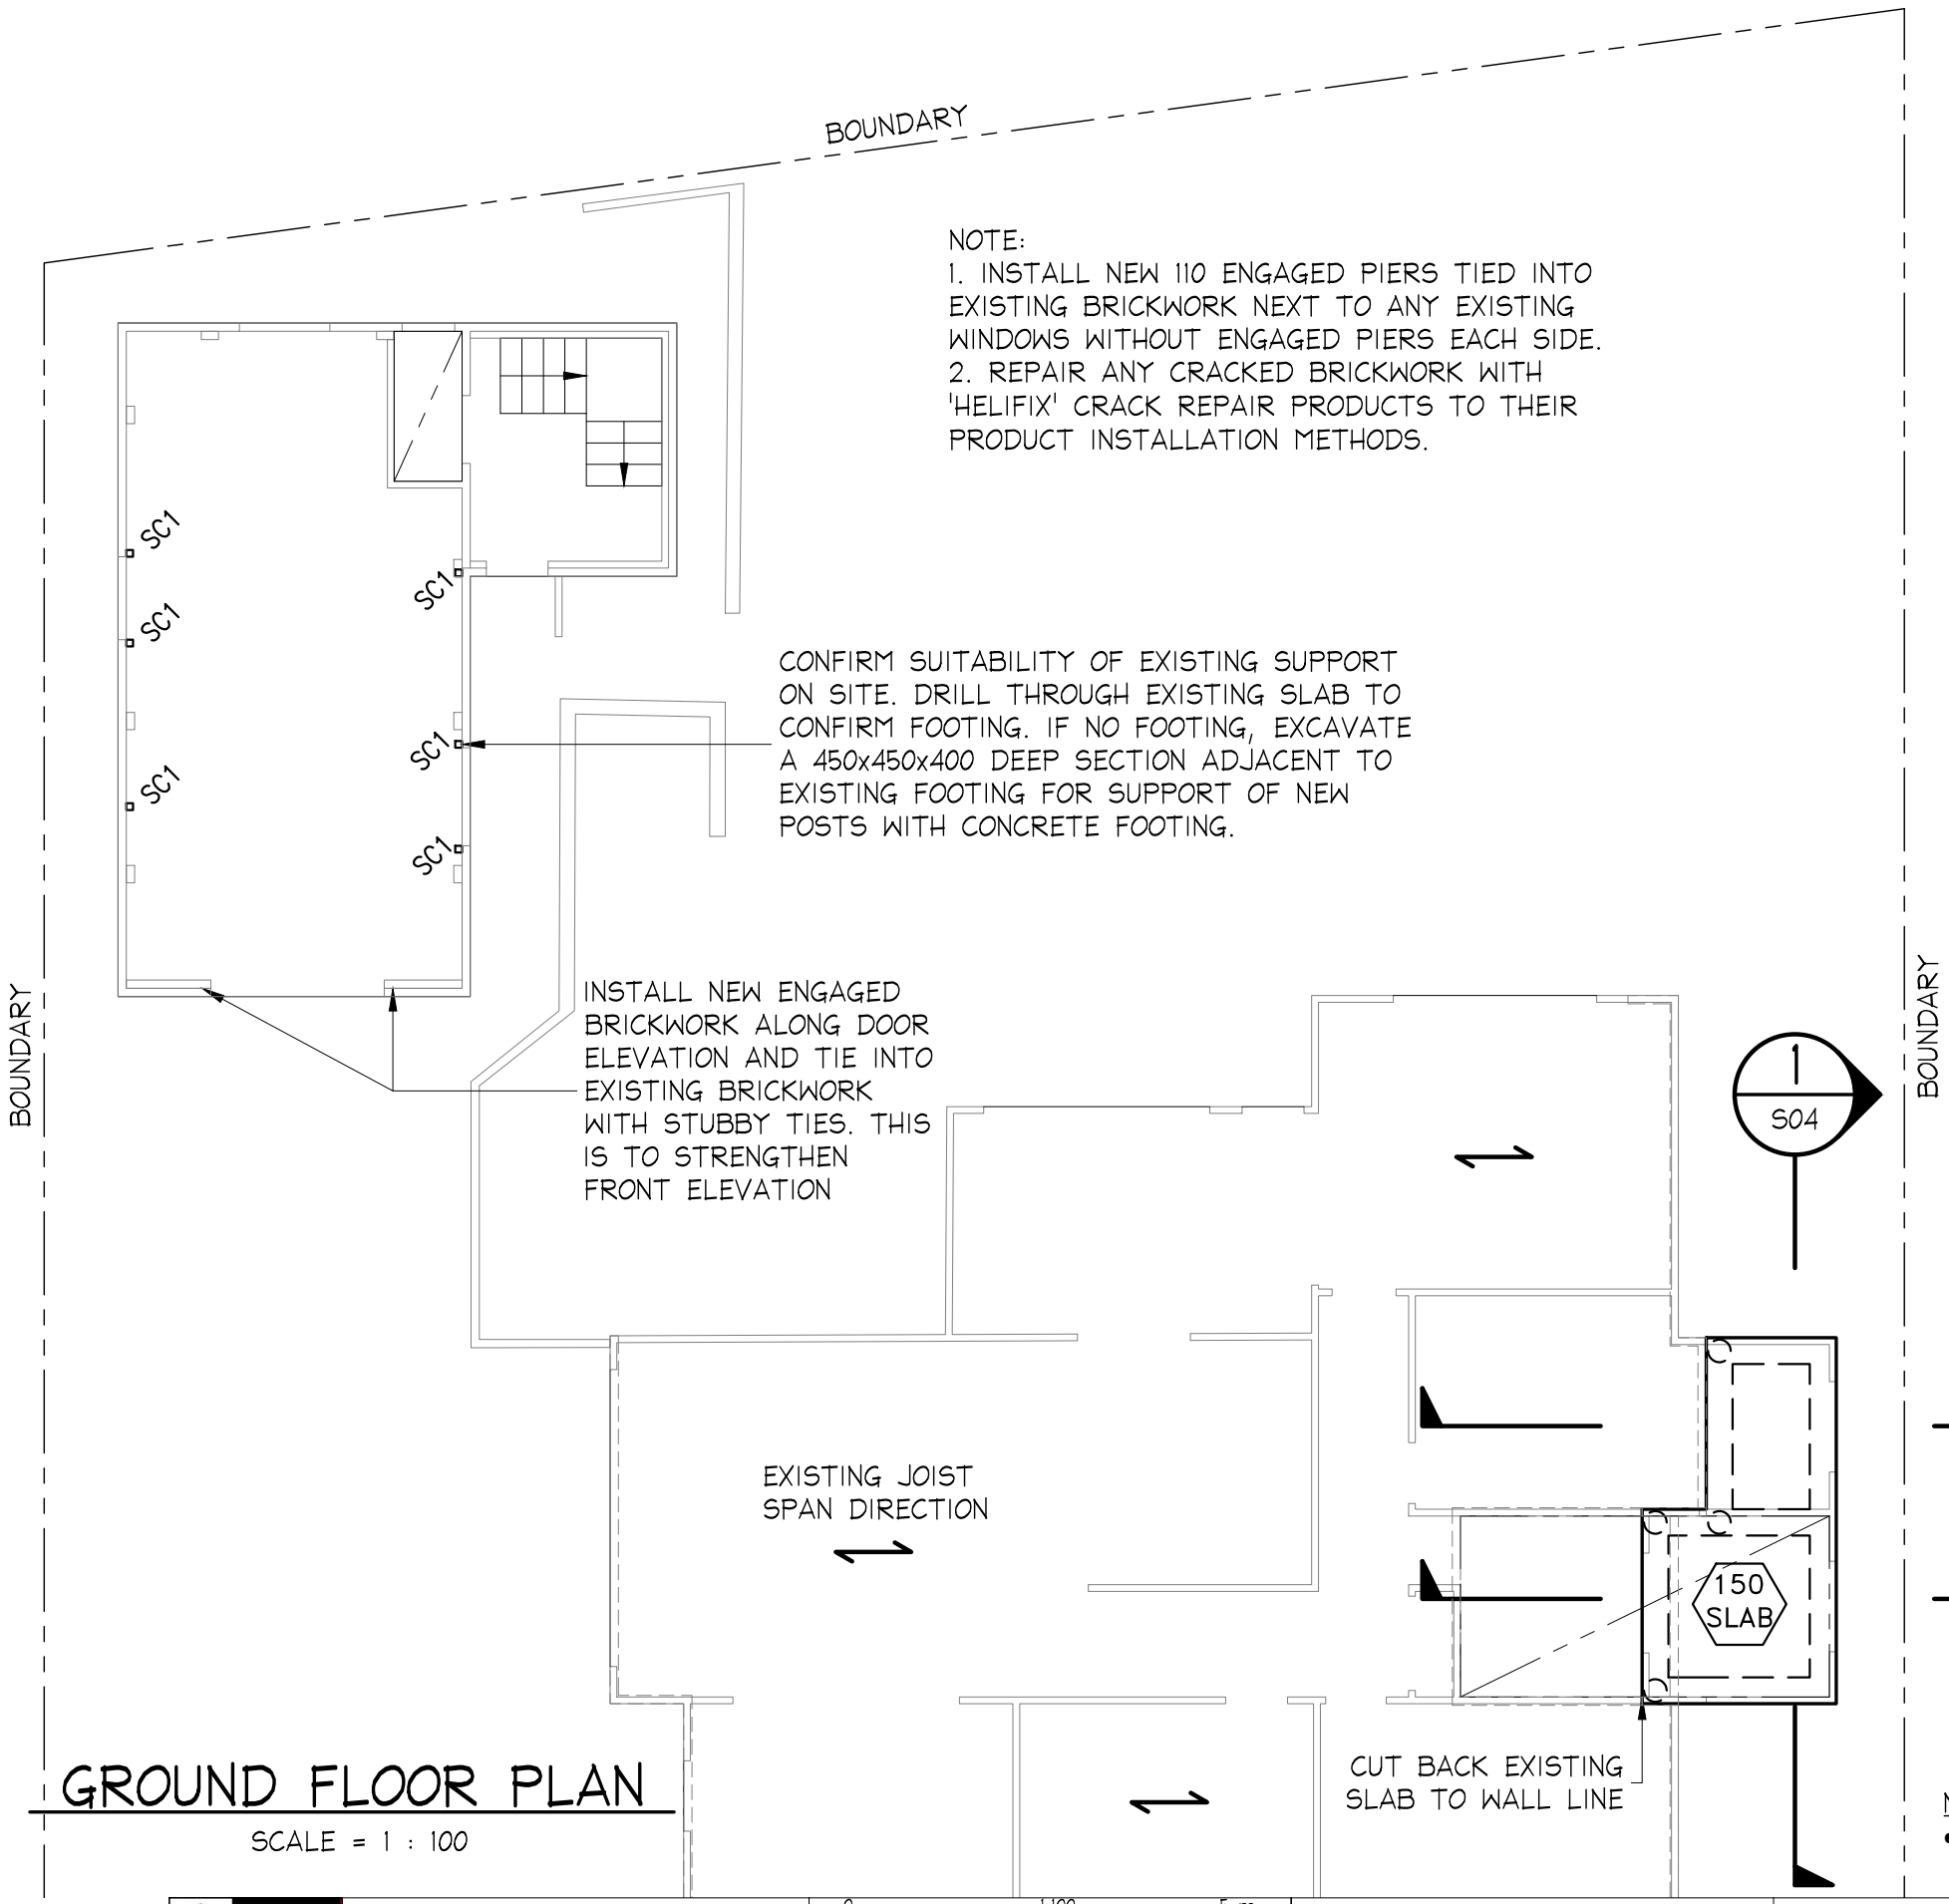 BOUNDARY
NOTE:
1. INSTALL NEW 110 ENGAGED PIERS TIED INTO
EXISTING BRICKWORK NEXT TO ANY EXISTING
WINDOWS WITHOUT ENGAGED PIERS EACH SIDE.
2. REPAIR ANY CRACKED BRICKWORK WITH
'HELIFIX' CRACK REPAIR PRODUCTS TO THEIR
PRODUCT INSTALLATION METHODS.
SC1
SC1
SC1
SC1
SC1
SC1
CONFIRM SUITABILITY OF EXISTING SUPPORT
ON SITE. DRILL THROUGH EXISTING SLAB TO
CONFIRM FOOTING. IF NO FOOTING, EXCAVATE
A 450x450x400 DEEP SECTION ADJACENT TO
EXISTING FOOTING FOR SUPPORT OF NEW
POSTS WITH CONCRETE FOOTING.
BOUNDARY
INSTALL NEW ENGAGED
BRICKWORK ALONG DOOR
ELEVATION AND TIE INTO
EXISTING BRICKWORK
WITH STUBBY TIES. THIS
IS TO STRENGTHEN
FRONT ELEVATION
BOUNDARY
1
S04
EXISTING JOIST
SPAN DIRECTION
150
SLAB
CUT BACK EXISTING
SLAB TO WALL LINE
GROUND FLOOR PLAN
SCALE = 1 : 100